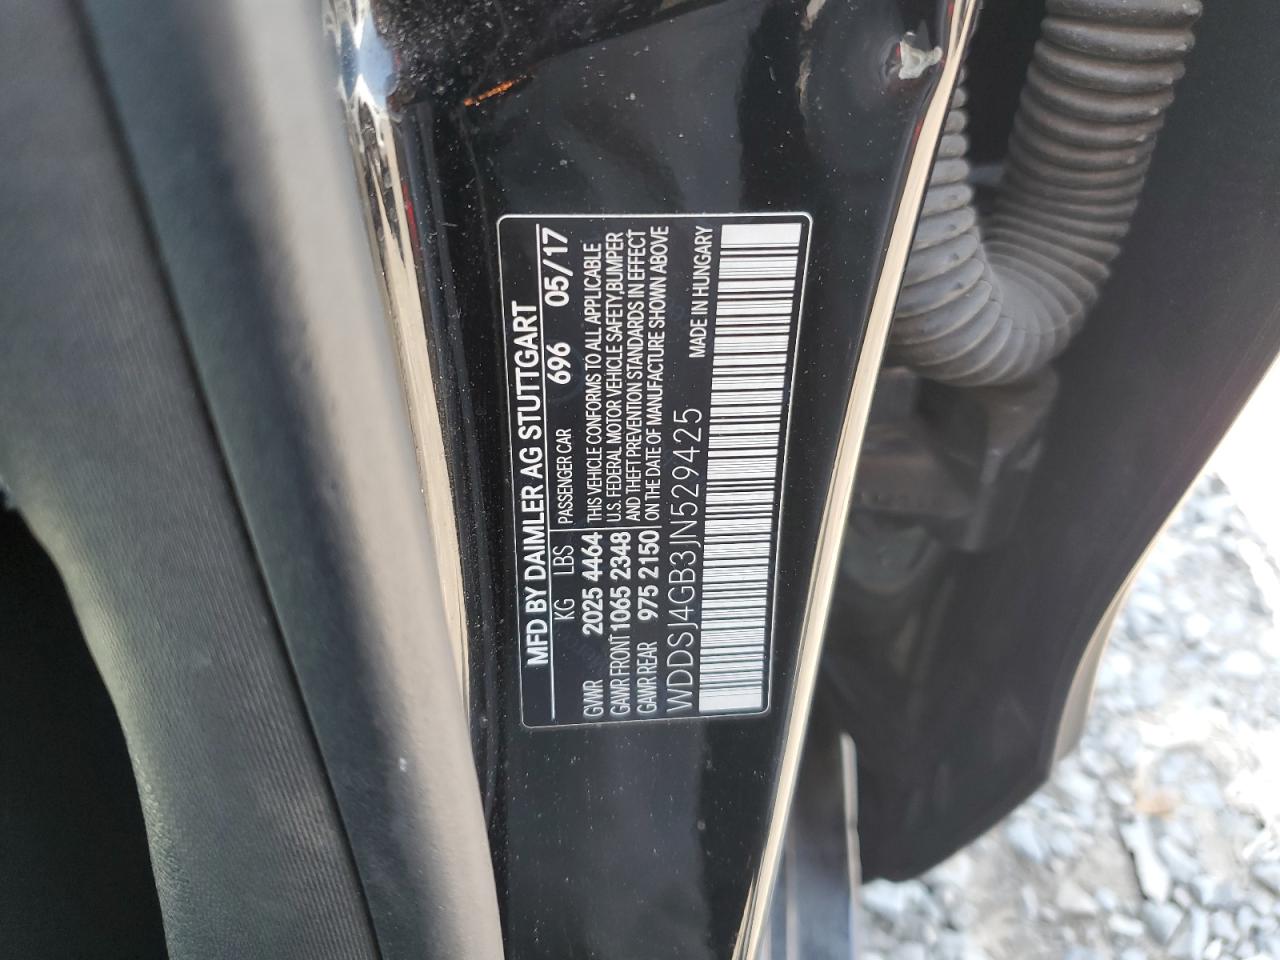 MFD BY DAIMLER AG STUTTGART
KG LBS PASSENGER CAR 696 05/17
GVWR 2025 4464 THIS VEHICLE CONFORMS TO ALL APPLICABLE
GAWR FRONT 1065 2348 U.S. FEDERAL MOTOR VEHICLE SAFETY,BUMPER
GAWR REAR 975 2150 AND THEFT PREVENTION STANDARDS IN EFFECT
ON THE DATE OF MANUFACTURE SHOWN ABOVE
WDDSJ4GB3JN529425 MADE IN HUNGARY